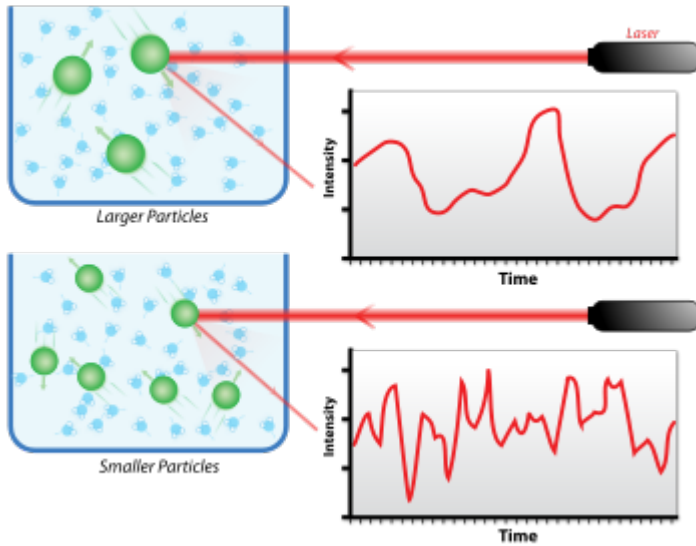 Laser
Intensity
Time
Larger Particles
Intensity
Time
Smaller Particles